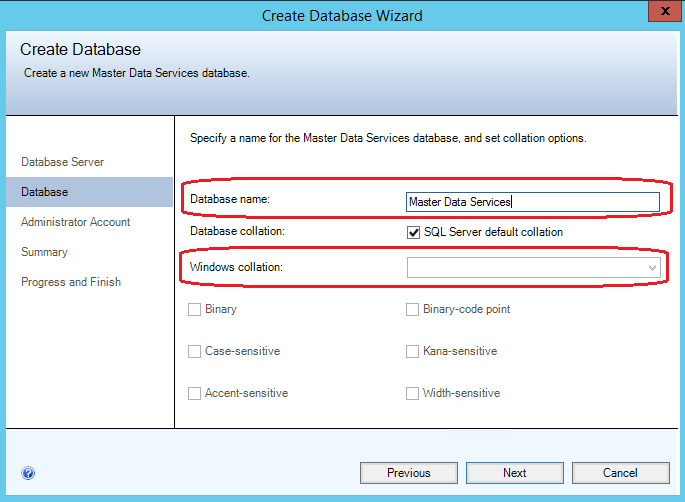 Create Database Wizard
x
Create Database
Create a new Master Data Services database.
Database Server
Database
Administrator Account
Summary
Progress and Finish
Specify a name for the Master Data Services database, and set collation options.
Database name: Master Data Services
Database collation: SQL Server default collation
Windows collation:
Binary Binary-code point
Case-sensitive Kana-sensitive
Accent-sensitive Width-sensitive
?
Previous Next Cancel